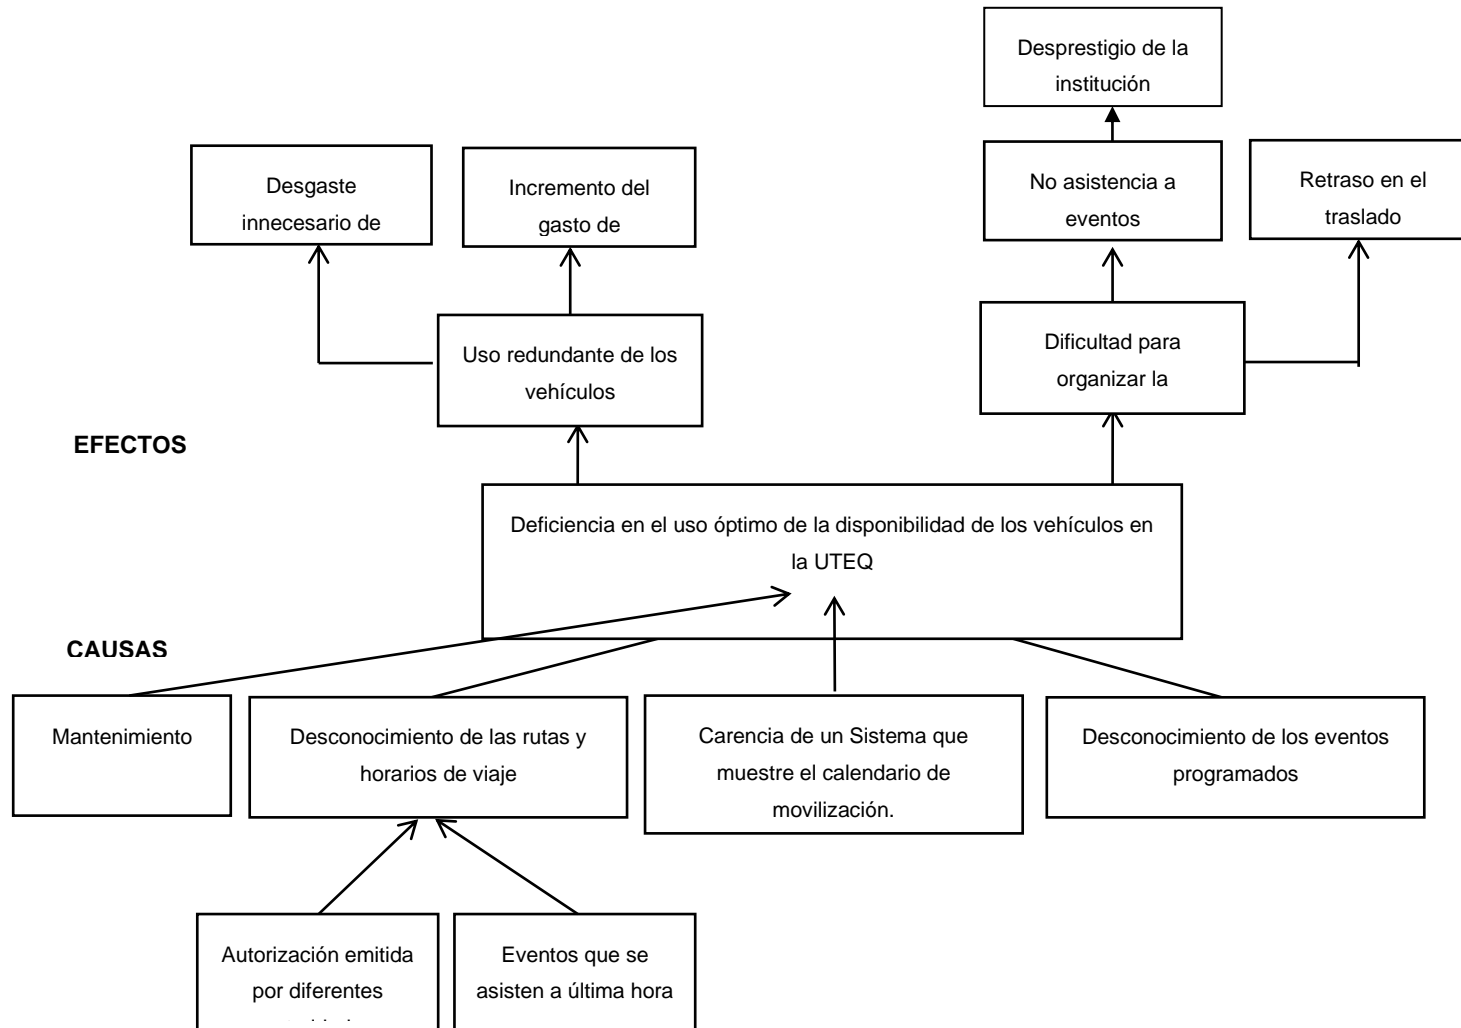 Desprestigio de la
institución
Desgaste
innecesario de
Incremento del
gasto de
No asistencia a
eventos
Retraso en el
traslado
Uso redundante de los
vehículos
Dificultad para
organizar la
EFECTOS
Deficiencia en el uso óptimo de la disponibilidad de los vehículos en
la UTEQ
CAUSAS
Mantenimiento
Desconocimiento de las rutas y
horarios de viaje
Carencia de un Sistema que
muestre el calendario de
movilización.
Desconocimiento de los eventos
programados
Autorización emitida
por diferentes
Eventos que se
asisten a última hora